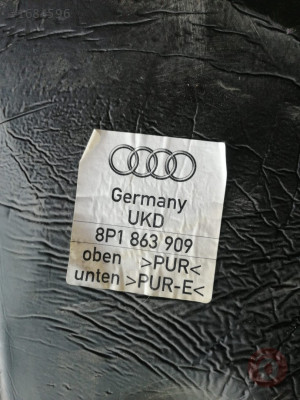 Germany
UKD
8P1 863 909
oben >PUR<
unten >PUR-E<